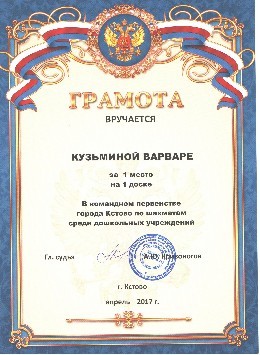 ГРАМОТА
ВРУЧАЕТСЯ
КУЗЬМИНОЙ ВАРВАРЕ
за 1 место
на 1 доске
В командном первенстве
города Кстово по шахматам
среди дошкольных учреждений
Гл. судья
г. Кстово
апрель 2017 г.